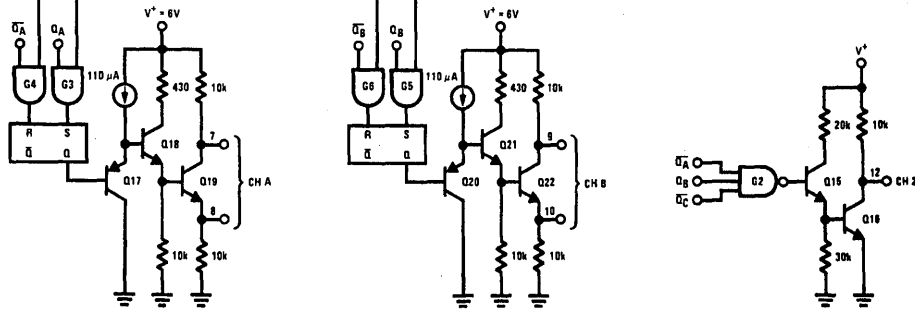 V⁺ = 6V
Q̅A QA
G4 G3
110 μA
430 10k
R S
Q̅ Q
Q18
Q17 Q19
7
CH A
8
10k 10k
V⁺ = 6V
Q̅B QB
G6 G5
110 μA
430 10k
R S
Q̅ Q
Q21
Q20 Q22
9
CH B
10
10k 10k
V⁺
20k 10k
Q̅A
QB
Q̅C
G2
Q15
12
CH 3
Q16
30k